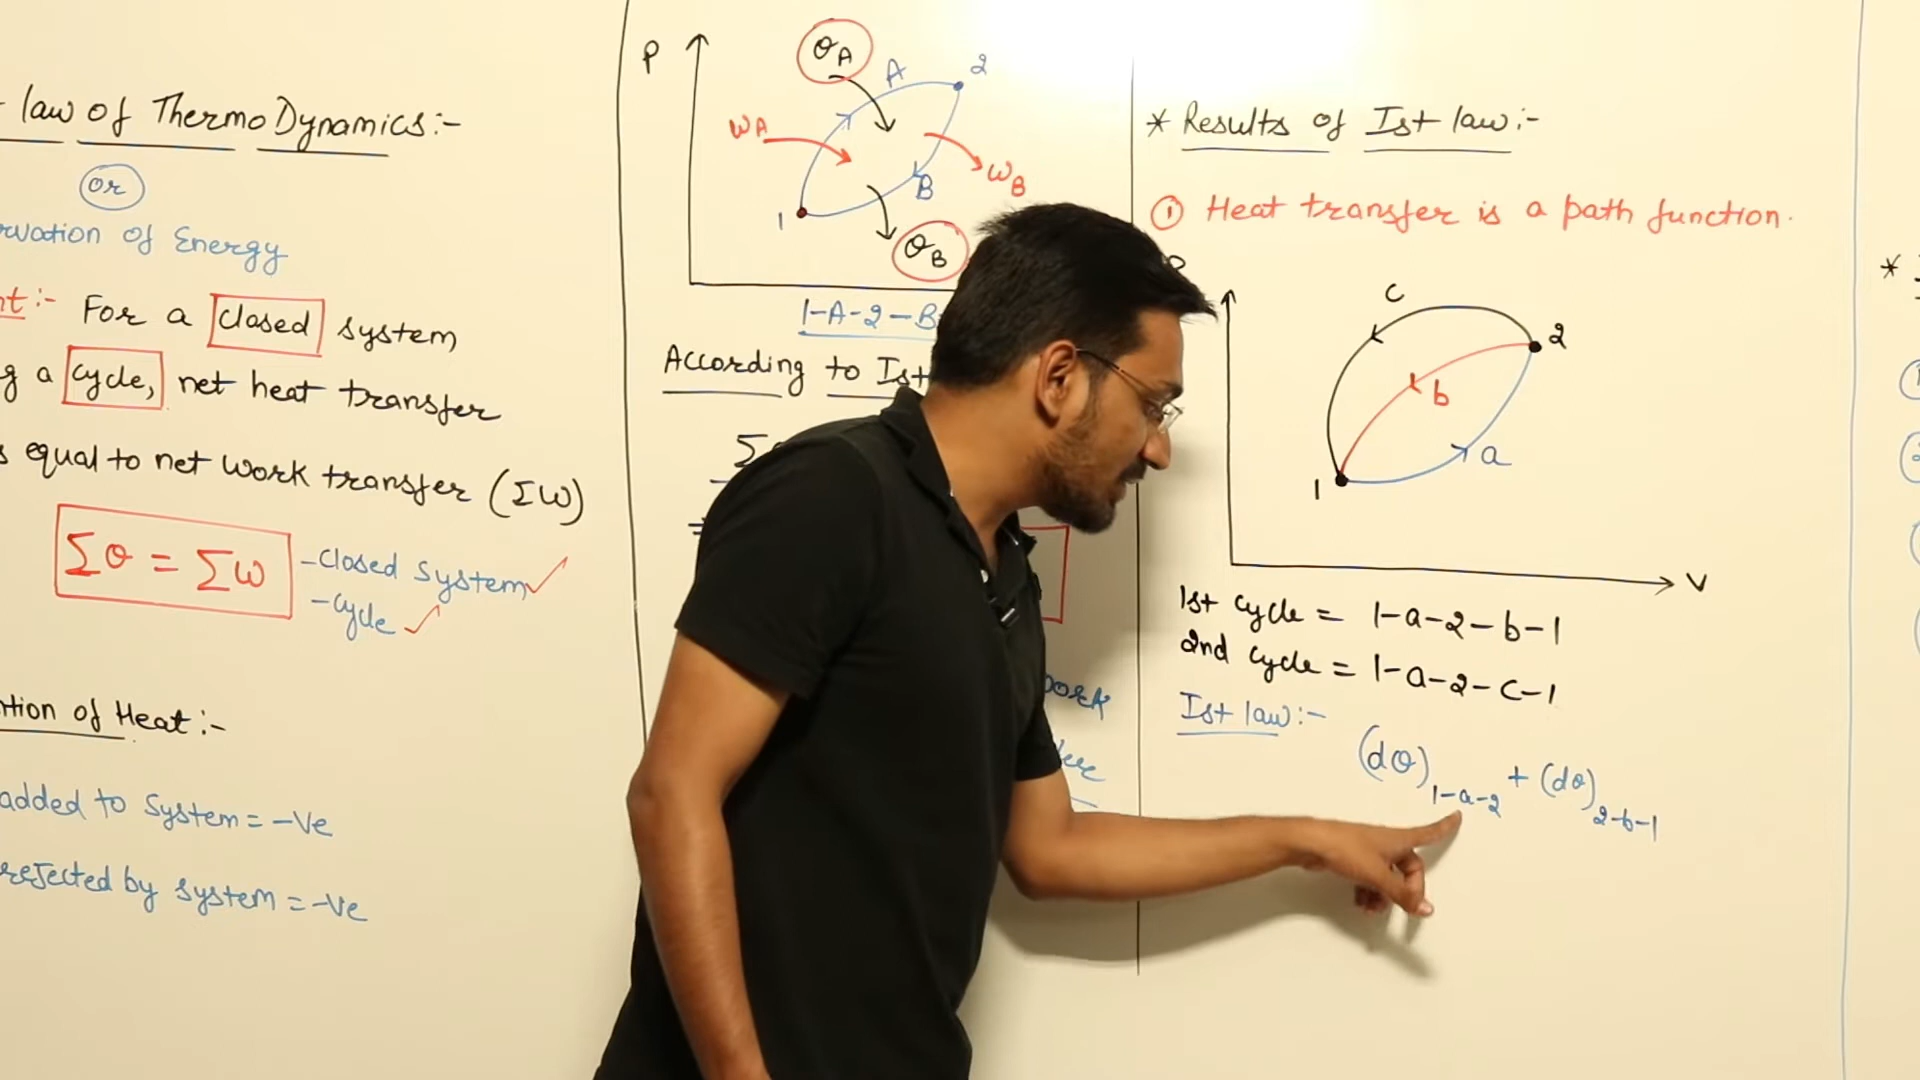 law of ThermoDynamics:-
or
of Energy
:- For a closed system
a cycle, net heat transfer
equal to net work transfer (ΣW)
ΣQ = ΣW
-Closed System ✓
-Cycle ✓
of Heat:-
added to System = -Ve
rejected by system = -Ve
P
QA
A
2
WA
WB
B
1
QB
1-A-2-B
According to Ist
* Results of Ist law:-
① Heat transfer is a path function.
C
2
b
a
1
V
1st cycle = 1-a-2-b-1
2nd cycle = 1-a-2-c-1
Ist law:-
(dQ)1-a-2 + (dQ)2-b-1
*